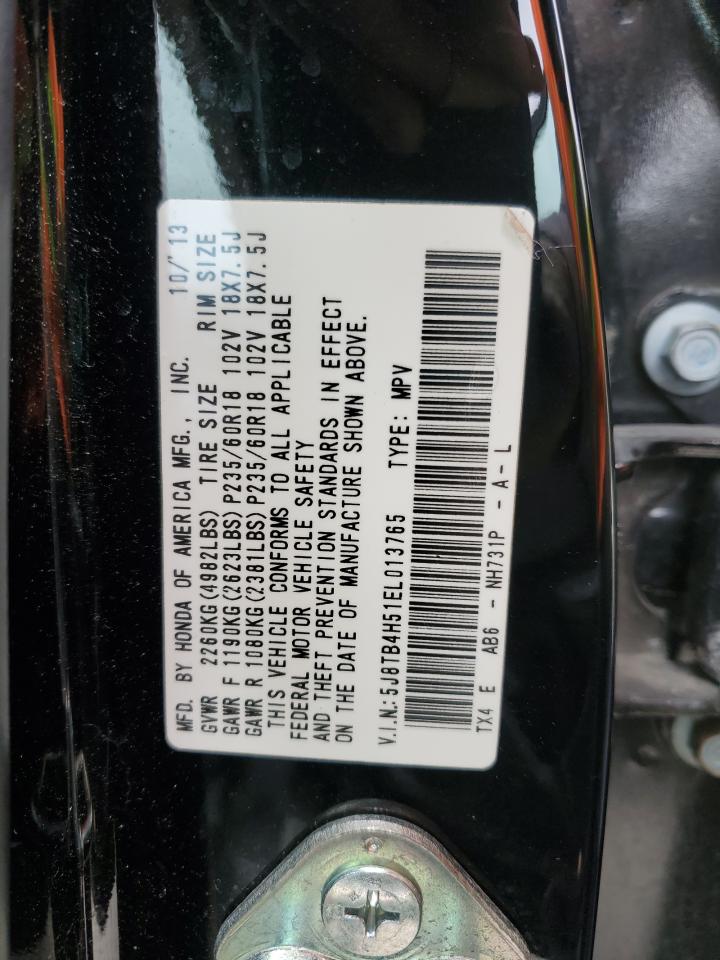 MFD. BY HONDA OF AMERICA MFG., INC. 10/'13
GVWR 2260KG(4982LBS) TIRE SIZE RIM SIZE
GAWR F 1190KG(2623LBS) P235/60R18 102V 18X7.5J
GAWR R 1080KG(2381LBS) P235/60R18 102V 18X7.5J
THIS VEHICLE CONFORMS TO ALL APPLICABLE
FEDERAL MOTOR VEHICLE SAFETY
AND THEFT PREVENTION STANDARDS IN EFFECT
ON THE DATE OF MANUFACTURE SHOWN ABOVE.
V.I.N.: 5J8TB4H51EL013765 TYPE: MPV
TX4 E AB6 - NH731P - A - L